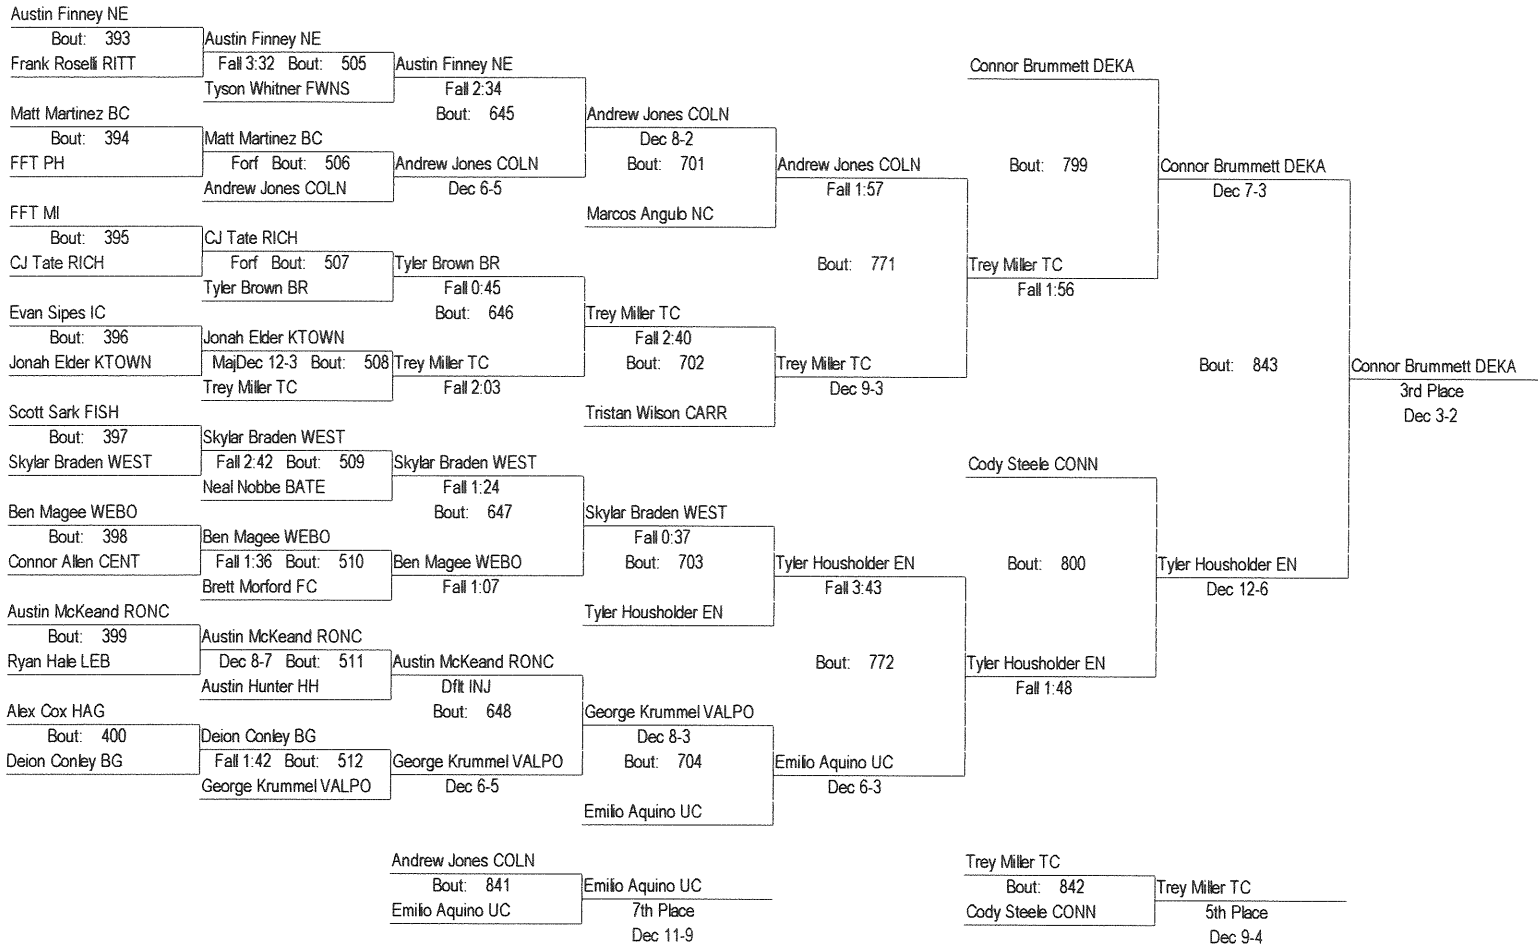 Austin Finney NE
Bout: 393
Frank Roselli RITT
Matt Martinez BC
Bout: 394
FFT PH
FFT MI
Bout: 395
CJ Tate RICH
Evan Sipes IC
Bout: 396
Jonah Elder KTOWN
Scott Sark FISH
Bout: 397
Skylar Braden WEST
Ben Magee WEBO
Bout: 398
Connor Allen CENT
Austin McKeand RONC
Bout: 399
Ryan Hale LEB
Alex Cox HAG
Bout: 400
Deion Conley BG
Austin Finney NE
Fall 3:32 Bout: 505
Tyson Whitner FWNS
Matt Martinez BC
Forf Bout: 506
Andrew Jones COLN
CJ Tate RICH
Forf Bout: 507
Tyler Brown BR
Jonah Elder KTOWN
MajDec 12-3 Bout: 508
Trey Miller TC
Skylar Braden WEST
Fall 2:42 Bout: 509
Neal Nobbe BATE
Ben Magee WEBO
Fall 1:36 Bout: 510
Brett Morford FC
Austin McKeand RONC
Dec 8-7 Bout: 511
Austin Hunter HH
Deion Conley BG
Fall 1:42 Bout: 512
George Krummel VALPO
Austin Finney NE
Fall 2:34
Bout: 645
Andrew Jones COLN
Dec 6-5
Tyler Brown BR
Fall 0:45
Bout: 646
Trey Miller TC
Fall 2:03
Skylar Braden WEST
Fall 1:24
Bout: 647
Ben Magee WEBO
Fall 1:07
Austin McKeand RONC
Dflt INJ
Bout: 648
George Krummel VALPO
Dec 6-5
Andrew Jones COLN
Dec 8-2
Bout: 701
Marcos Angulo NC
Trey Miller TC
Fall 2:40
Bout: 702
Tristan Wilson CARR
Skylar Braden WEST
Fall 0:37
Bout: 703
Tyler Housholder EN
George Krummel VALPO
Dec 8-3
Bout: 704
Emilio Aquino UC
Andrew Jones COLN
Fall 1:57
Bout: 771
Trey Miller TC
Dec 9-3
Tyler Housholder EN
Fall 3:43
Bout: 772
Emilio Aquino UC
Dec 6-3
Connor Brummett DEKA
Bout: 799
Trey Miller TC
Fall 1:56
Cody Steele CONN
Bout: 800
Tyler Housholder EN
Fall 1:48
Connor Brummett DEKA
Dec 7-3
Bout: 843
Tyler Housholder EN
Dec 12-6
Connor Brummett DEKA
3rd Place
Dec 3-2
Andrew Jones COLN
Bout: 841
Emilio Aquino UC
Emilio Aquino UC
7th Place
Dec 11-9
Trey Miller TC
Bout: 842
Cody Steele CONN
Trey Miller TC
5th Place
Dec 9-4